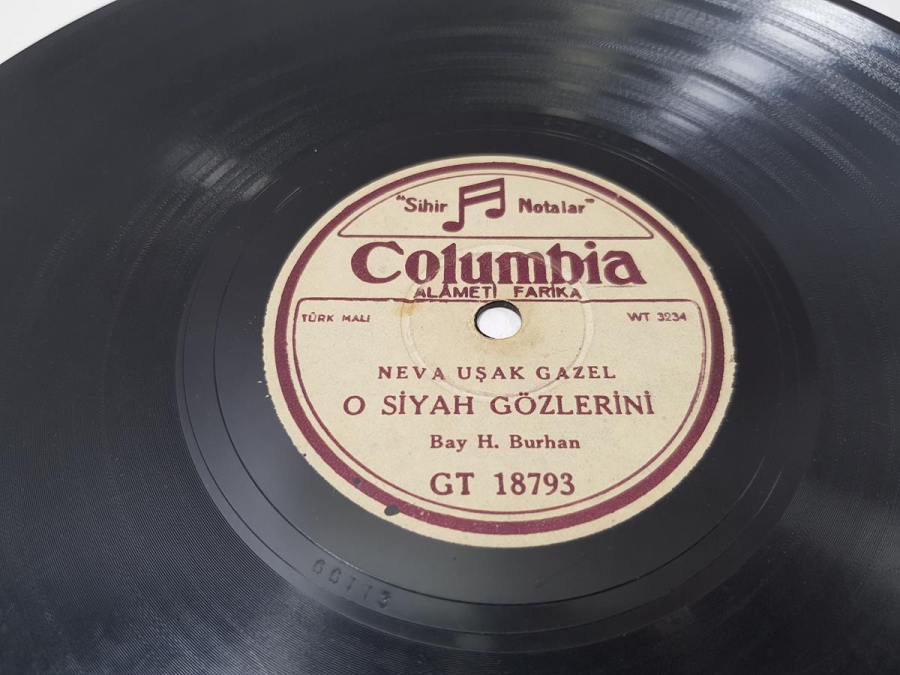 "Sihir Notalar"
Columbia
ALÂMETİ FARİKA
TÜRK MALI WT 3234
NEVA UŞAK GAZEL
O SİYAH GÖZLERİNİ
Bay H. Burhan
GT 18793
60113